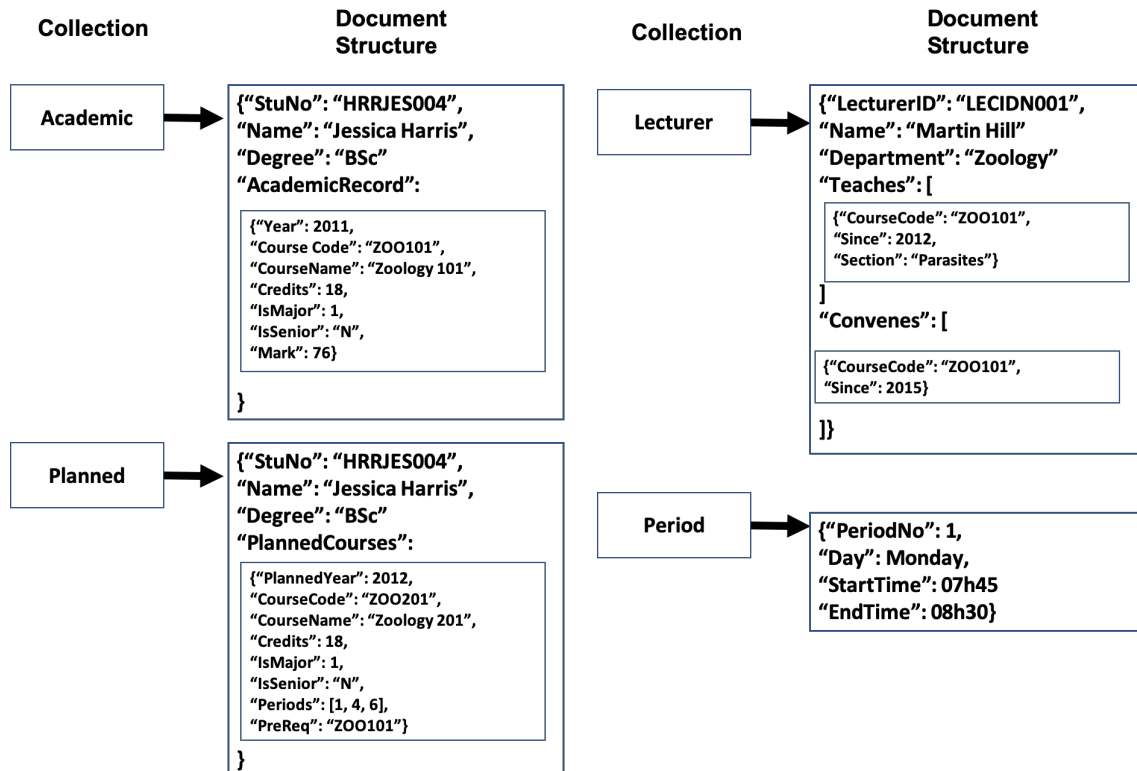 Collection
Document
Structure
Academic
{“StuNo”: “HRRJES004”,
“Name”: “Jessica Harris”,
“Degree”: “BSc”
“AcademicRecord”:
{“Year”: 2011,
“Course Code”: “ZOO101”,
“CourseName”: “Zoology 101”,
“Credits”: 18,
“IsMajor”: 1,
“IsSenior”: “N”,
“Mark”: 76}
}
Planned
{“StuNo”: “HRRJES004”,
“Name”: “Jessica Harris”,
“Degree”: “BSc”
“PlannedCourses”:
{“PlannedYear”: 2012,
“CourseCode”: “ZOO201”,
“CourseName”: “Zoology 201”,
“Credits”: 18,
“IsMajor”: 1,
“IsSenior”: “N”,
“Periods”: [1, 4, 6],
“PreReq”: “ZOO101”}
}
Collection
Document
Structure
Lecturer
{“LecturerID”: “LECIDN001”,
“Name”: “Martin Hill”
“Department”: “Zoology”
“Teaches”: [
{“CourseCode”: “ZOO101”,
“Since”: 2012,
“Section”: “Parasites”}
]
“Convenes”: [
{“CourseCode”: “ZOO101”,
“Since”: 2015}
]}
Period
{“PeriodNo”: 1,
“Day”: Monday,
“StartTime”: 07h45
“EndTime”: 08h30}